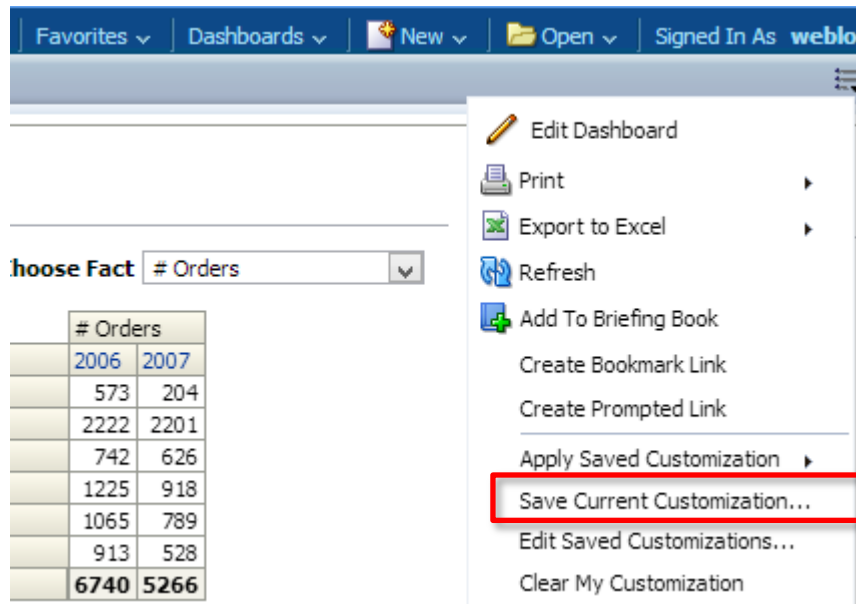 Favorites Dashboards New Open Signed In As weblo
Edit Dashboard
Print
Export to Excel
Refresh
Add To Briefing Book
Create Bookmark Link
Create Prompted Link
Apply Saved Customization
Save Current Customization...
Edit Saved Customizations...
Clear My Customization
hoose Fact # Orders
# Orders
2006 2007
573 204
2222 2201
742 626
1225 918
1065 789
913 528
6740 5266